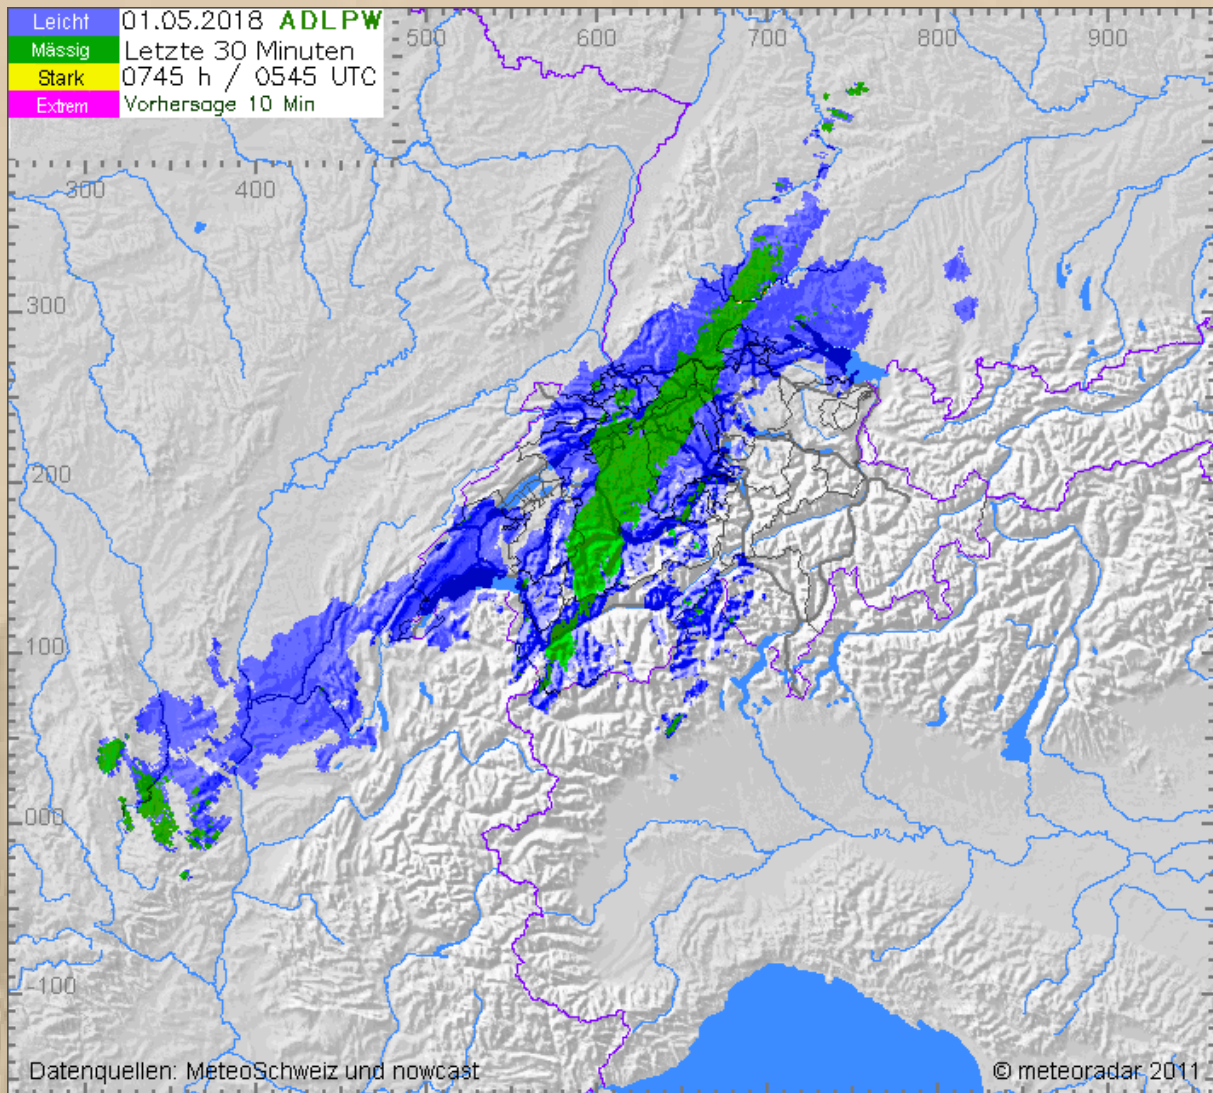 Leicht 01.05.2018 ADLPW
Mässig Letzte 30 Minuten
Stark 0745 h / 0545 UTC
Extrem Vorhersage 10 Min
500 600 700 800 900
300 400
300
200
100
000
-100
Datenquellen: MeteoSchweiz und nowcast
© meteoradar 2011